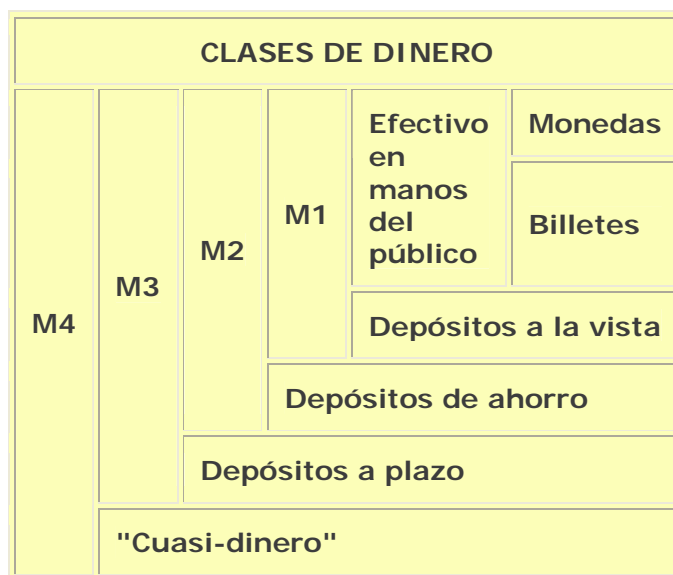 CLASES DE DINERO
M4
M3
M2
M1
Efectivo
en
manos
del
público
Monedas
Billetes
Depósitos a la vista
Depósitos de ahorro
Depósitos a plazo
"Cuasi-dinero"